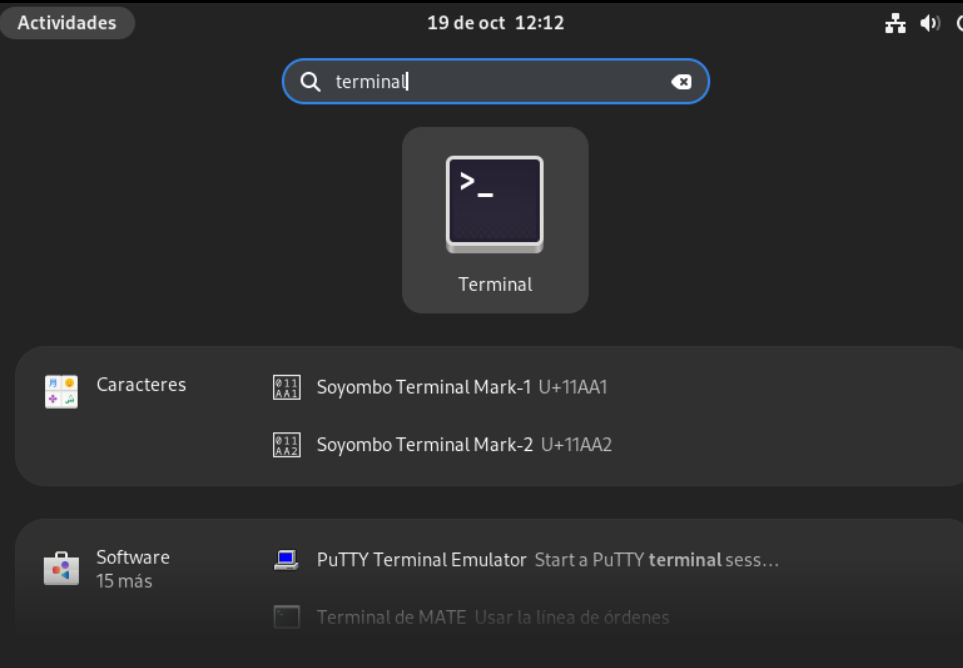 Actividades
19 de oct 12:12
terminal
>_
Terminal
Caracteres
011
AA1
Soyombo Terminal Mark-1 U+11AA1
011
AA2
Soyombo Terminal Mark-2 U+11AA2
Software
15 más
PuTTY Terminal Emulator Start a PuTTY terminal sess…
Terminal de MATE Usar la línea de órdenes